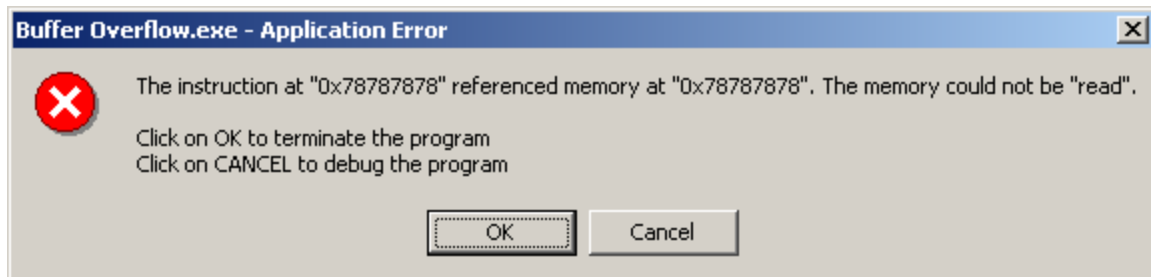 Buffer Overflow.exe - Application Error
The instruction at "0x78787878" referenced memory at "0x78787878". The memory could not be "read".
Click on OK to terminate the program
Click on CANCEL to debug the program
OK Cancel